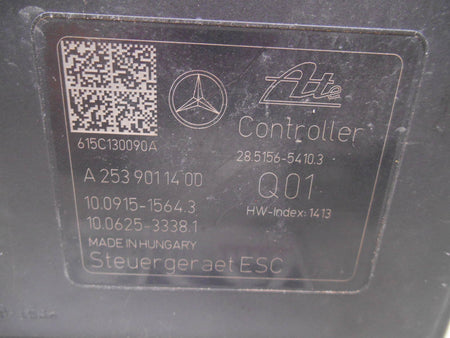 Ate
615C130090A
Controller
28.5156-5410.3
A 253 901 14 00
Q01
10.0915-1564.3
HW-Index: 1413
10.0625-3338.1
MADE IN HUNGARY
Steuergeraet ESC